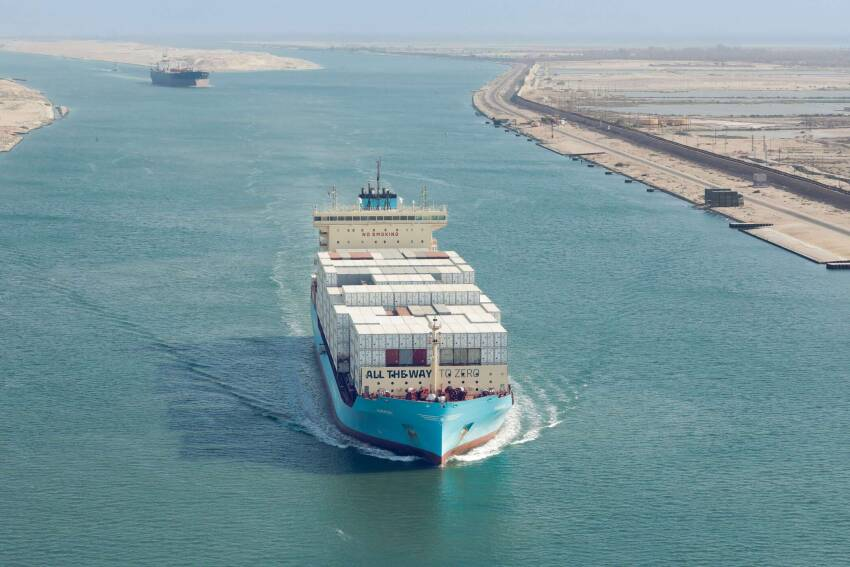 NO SMOKING
ALL THE WAY TO ZERO